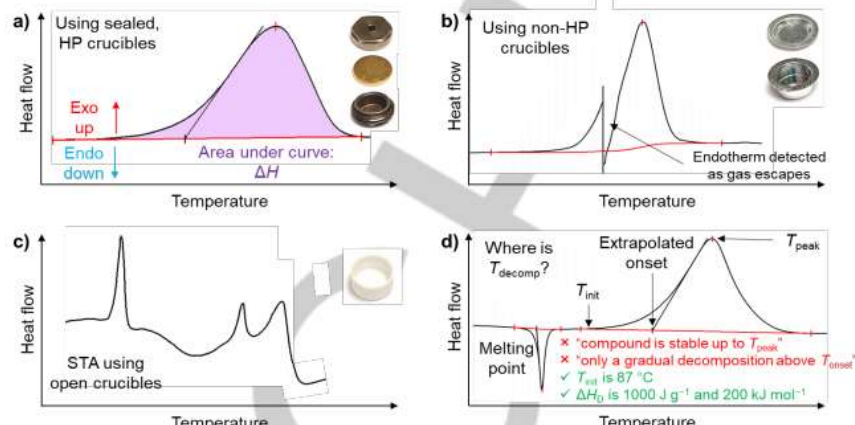 a)
Using sealed,
HP crucibles
Exo
up
Endo
down
Area under curve:
ΔH
Heat flow
Temperature
b)
Using non-HP
crucibles
Endotherm detected
as gas escapes
Heat flow
Temperature
c)
STA using
open crucibles
Heat flow
Temperature
d)
Where is
Tdecomp?
Extrapolated
onset
Tpeak
Tinit
Melting
point
× "compound is stable up to Tpeak"
× "only a gradual decomposition above Tonset"
✓ Tinit is 87 °C
✓ ΔHD is 1000 J g⁻¹ and 200 kJ mol⁻¹
Heat flow
Temperature